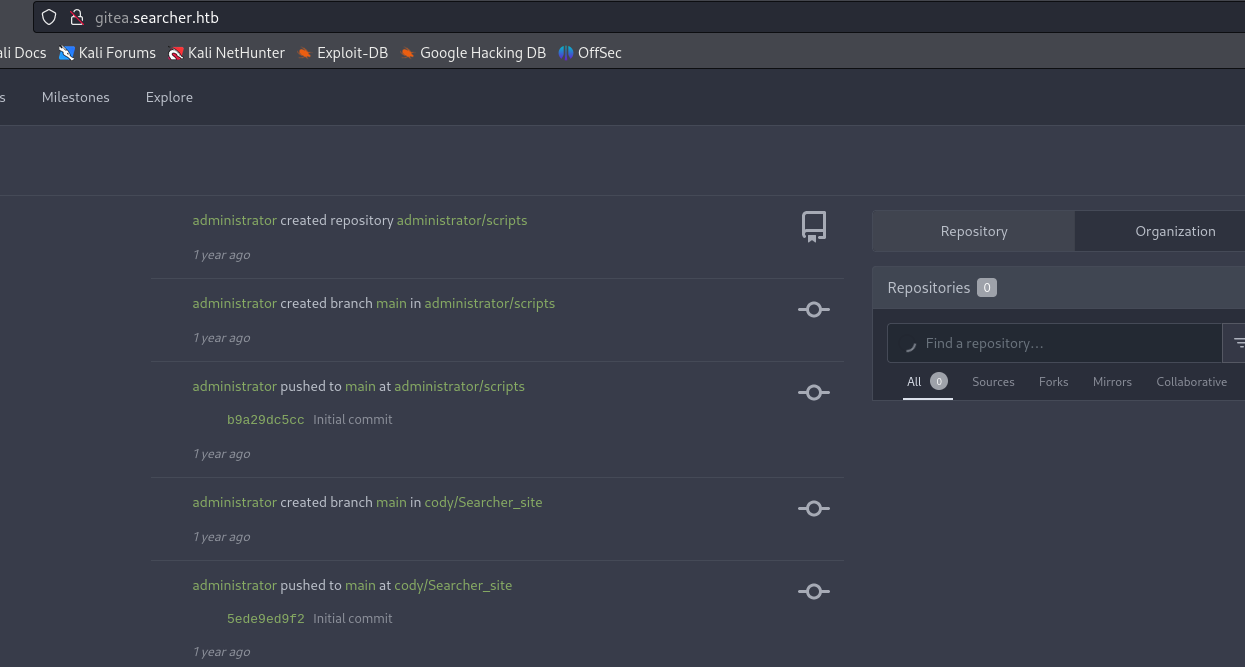 gitea.searcher.htb
ali Docs Kali Forums Kali NetHunter Exploit-DB Google Hacking DB OffSec
s Milestones Explore
administrator created repository administrator/scripts
1 year ago
administrator created branch main in administrator/scripts
1 year ago
administrator pushed to main at administrator/scripts
b9a29dc5cc Initial commit
1 year ago
administrator created branch main in cody/Searcher_site
1 year ago
administrator pushed to main at cody/Searcher_site
5ede9ed9f2 Initial commit
1 year ago
Repository Organization
Repositories 0
Find a repository...
All 0 Sources Forks Mirrors Collaborative